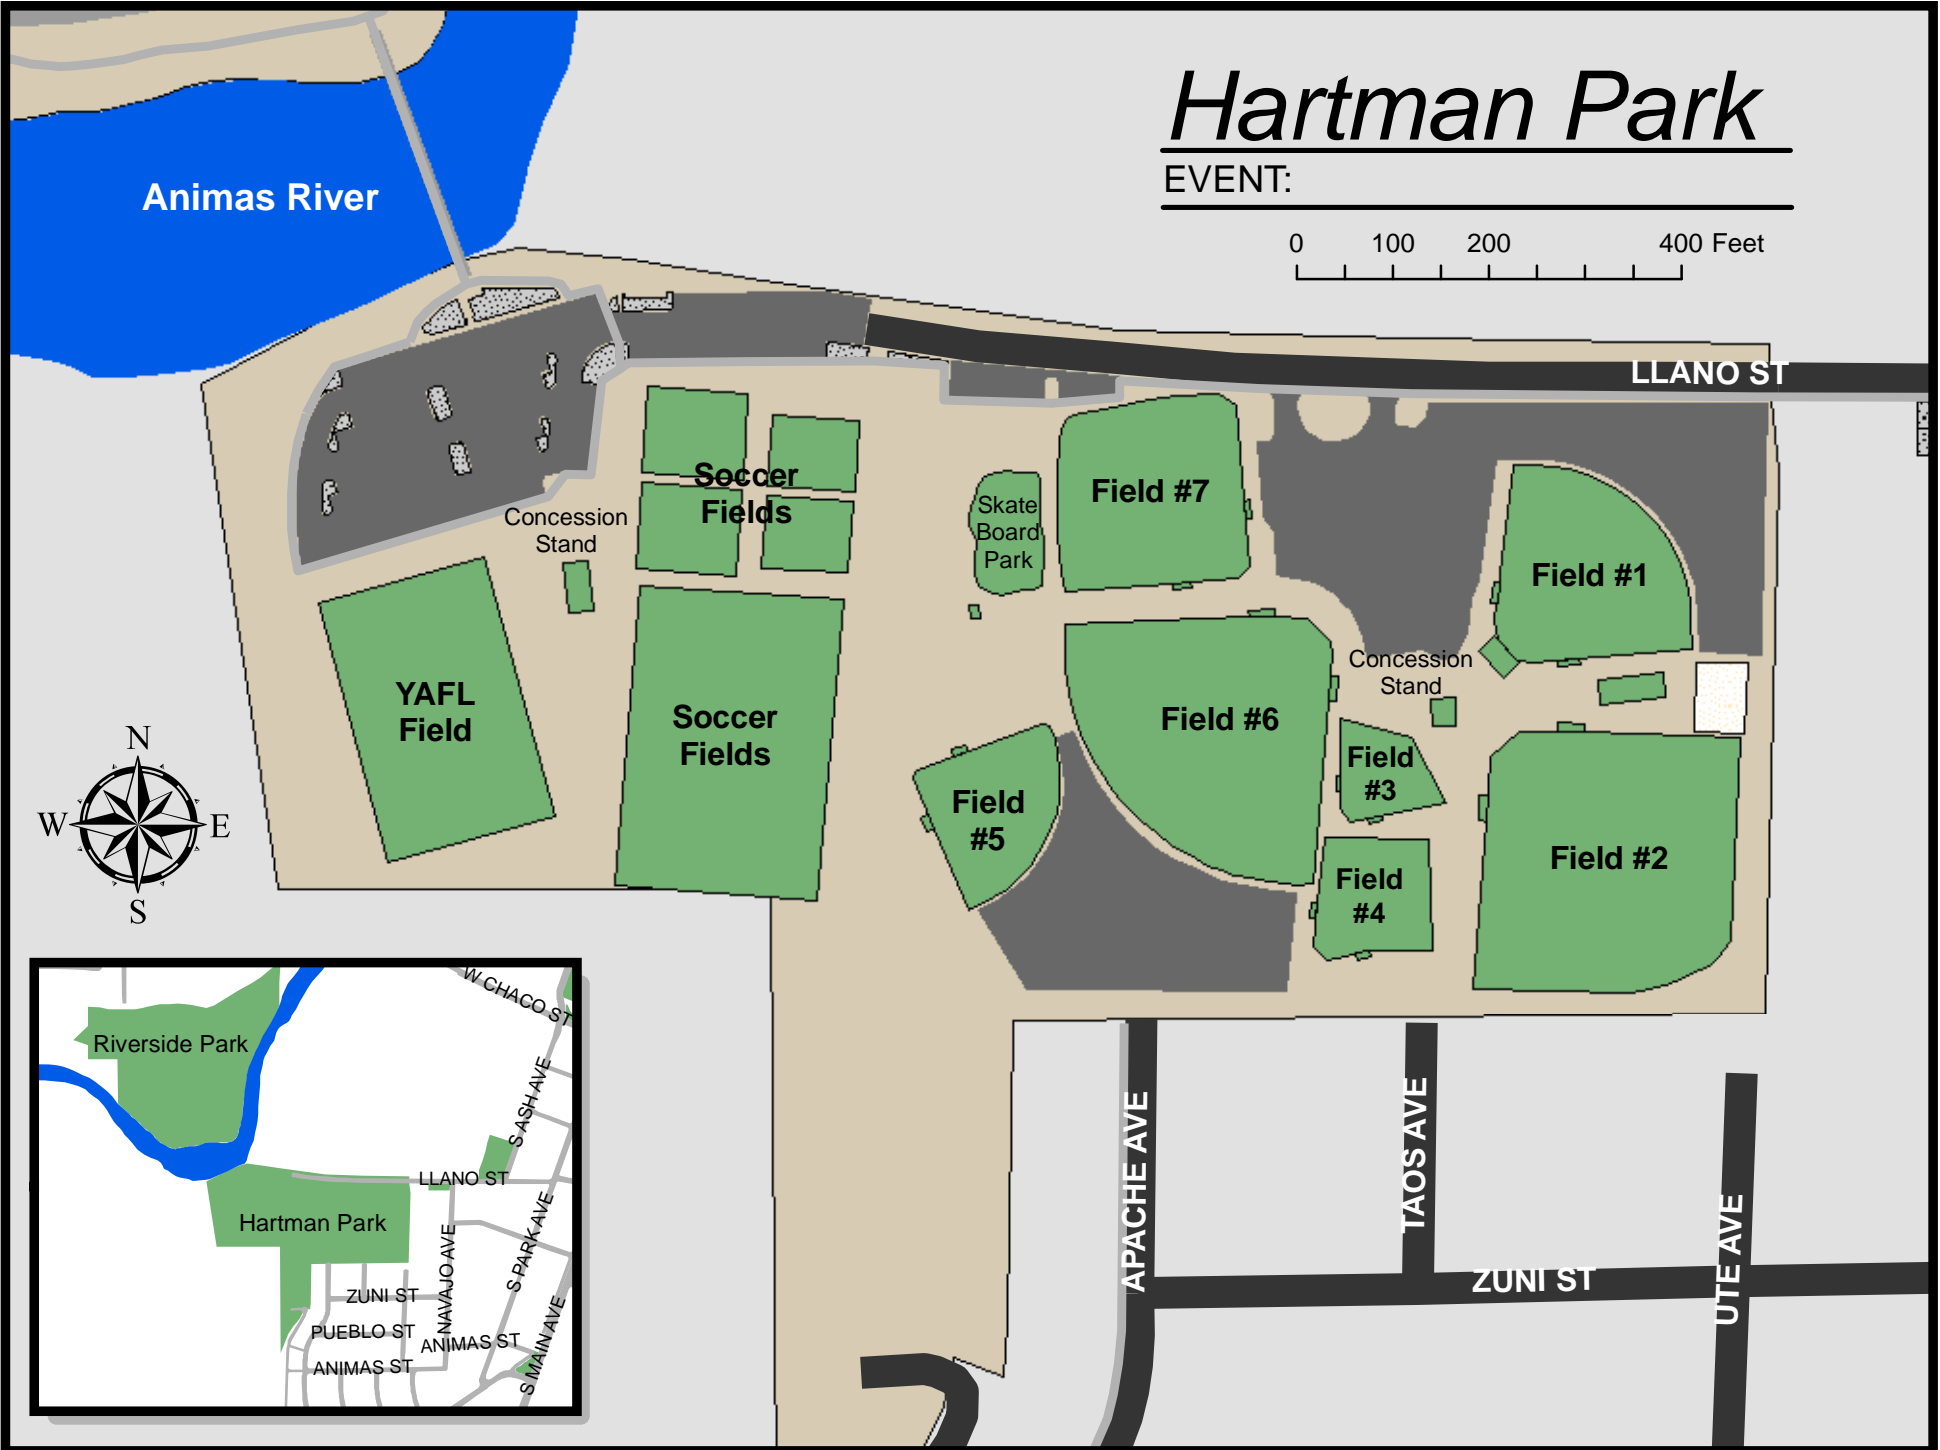 Hartman Park
EVENT:
0 100 200 400 Feet
Animas River
LLANO ST
Soccer
Fields
Concession
Stand
Skate
Board
Park
Field #7
Field #1
YAFL
Field
Soccer
Fields
Field #6
Concession
Stand
Field
#3
Field
#5
Field
#4
Field #2
N
W E
S
APACHE AVE
TAOS AVE
UTE AVE
ZUNI ST
W CHACO ST
Riverside Park
S ASH AVE
LLANO ST
Hartman Park
NAVAJO AVE
S PARK AVE
ZUNI ST
PUEBLO ST
ANIMAS ST
ANIMAS ST
S MAIN AVE